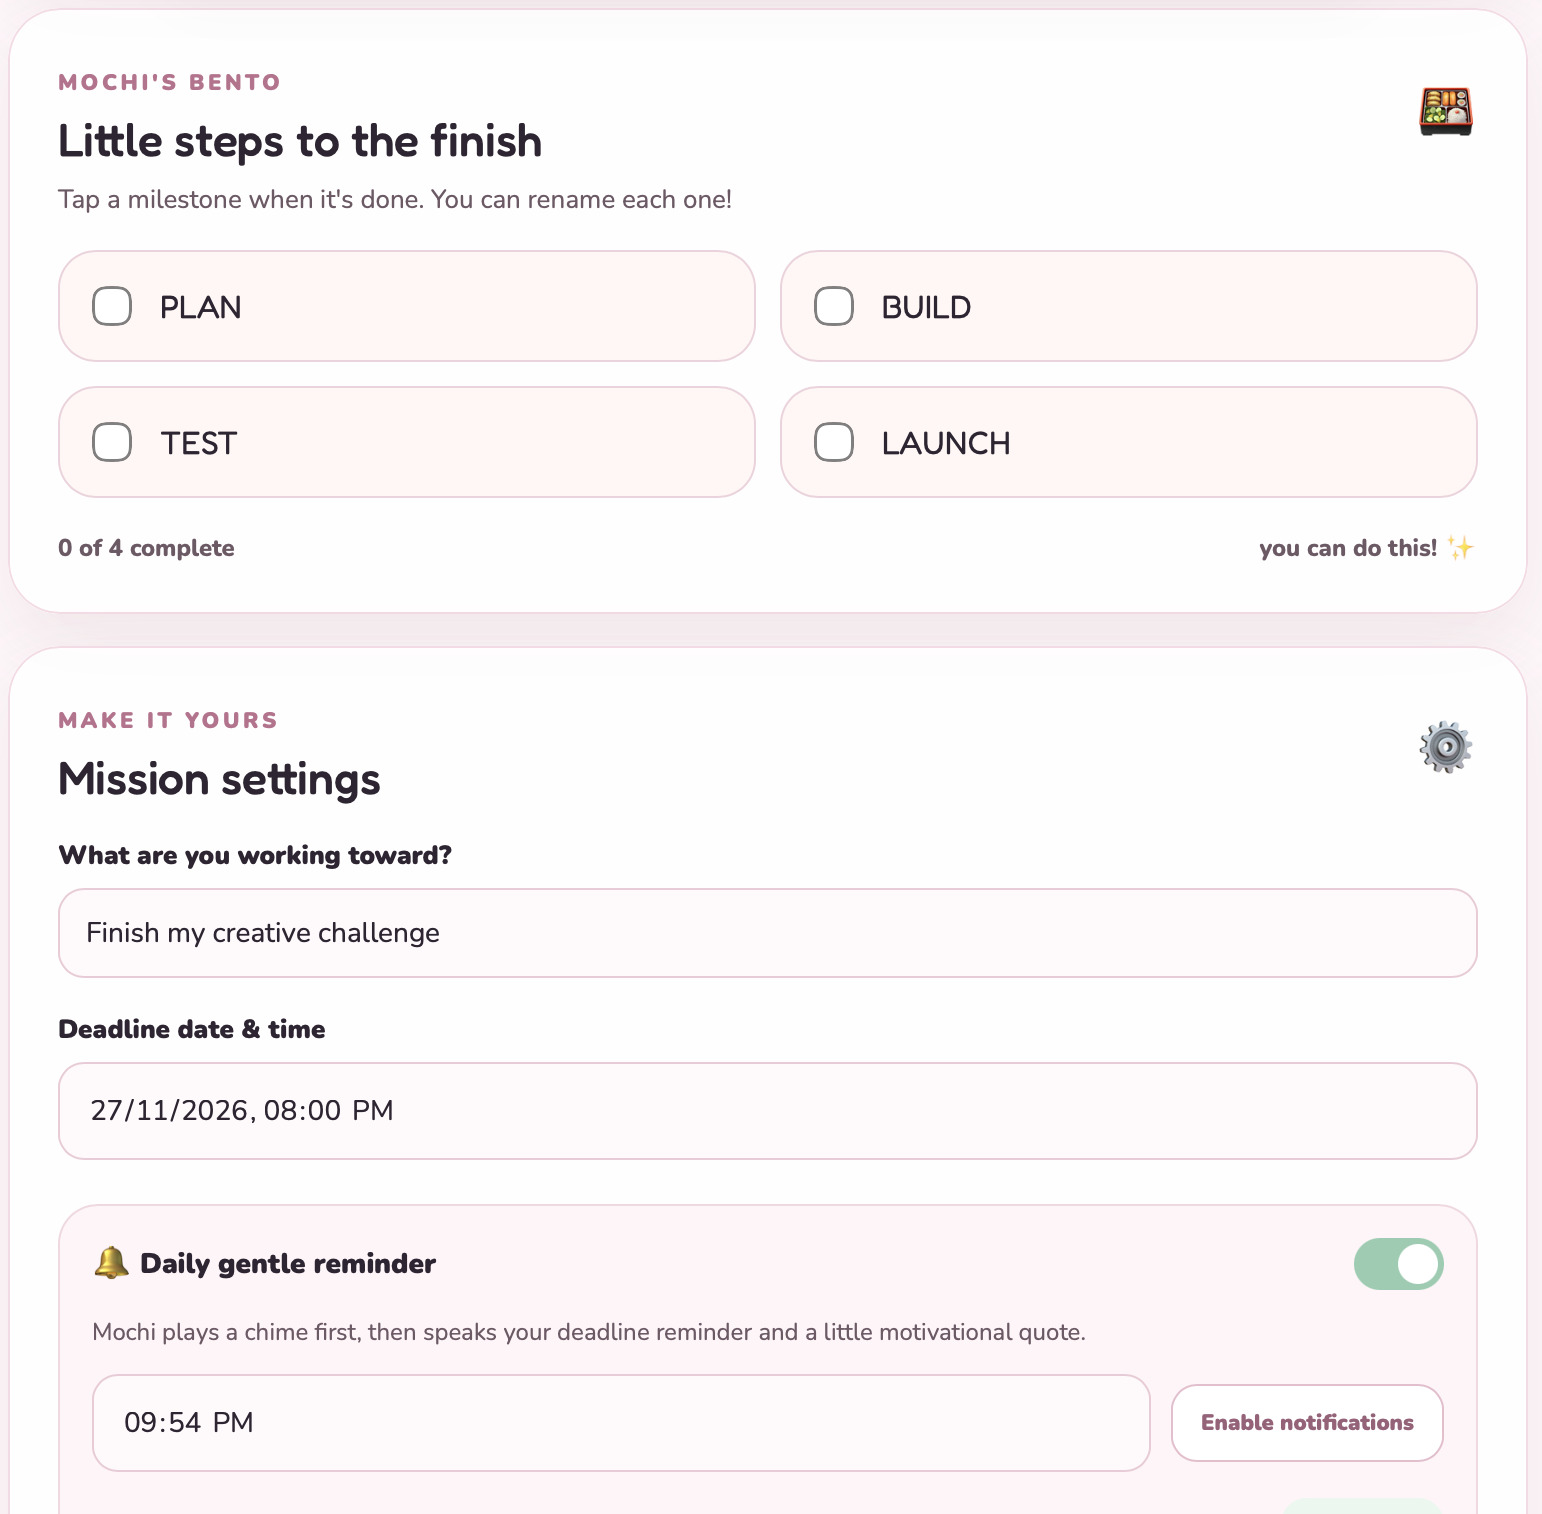 MOCHI'S BENTO
Little steps to the finish
Tap a milestone when it's done. You can rename each one!
PLAN
BUILD
TEST
LAUNCH
0 of 4 complete
you can do this! ✨
MAKE IT YOURS
Mission settings
What are you working toward?
Finish my creative challenge
Deadline date & time
27/11/2026, 08:00 PM
🔔 Daily gentle reminder
Mochi plays a chime first, then speaks your deadline reminder and a little motivational quote.
09:54 PM
Enable notifications